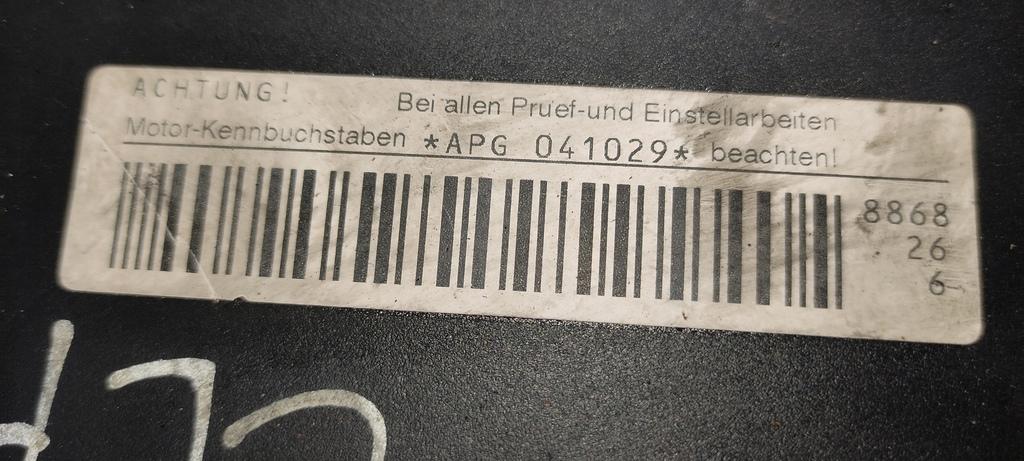 ACHTUNG!
Bei allen Pruef-und Einstellarbeiten
Motor-Kennbuchstaben *APG 041029* beachten!
8868
26
6